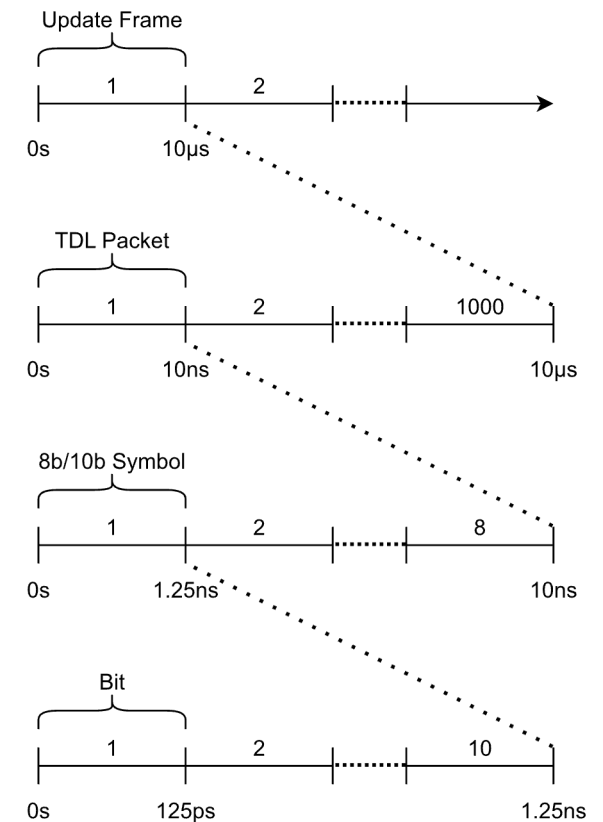 Update Frame
1 2
0s 10μs
TDL Packet
1 2 1000
0s 10ns 10μs
8b/10b Symbol
1 2 8
0s 1.25ns 10ns
Bit
1 2 10
0s 125ps 1.25ns